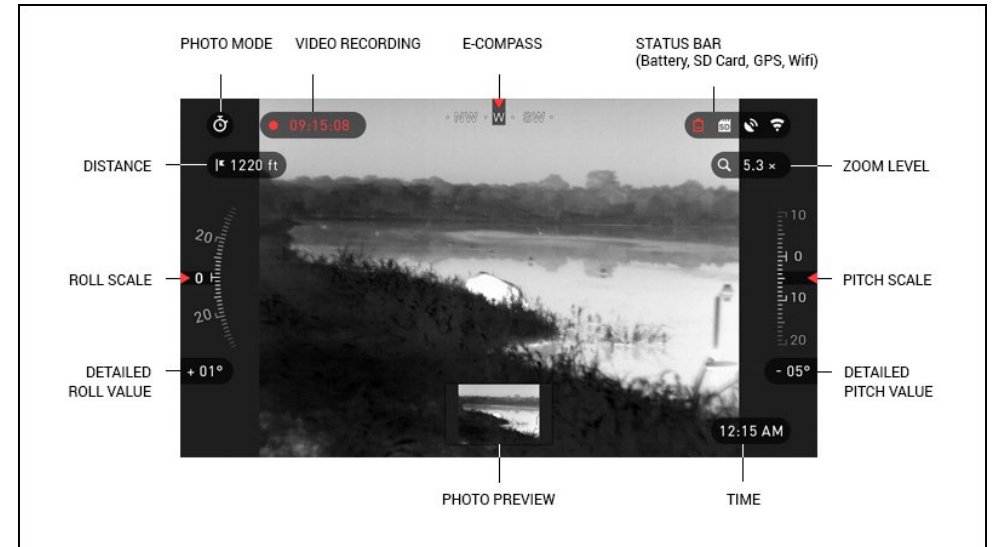 PHOTO MODE
VIDEO RECORDING
E-COMPASS
STATUS BAR
(Battery, SD Card, GPS, Wifi)
09:15:08
· NW · W · SW ·
SD
DISTANCE
1220 ft
5.3 ×
ZOOM LEVEL
20
10
0
ROLL SCALE
0
PITCH SCALE
10
20
20
DETAILED
ROLL VALUE
+ 01°
- 05°
DETAILED
PITCH VALUE
12:15 AM
PHOTO PREVIEW
TIME